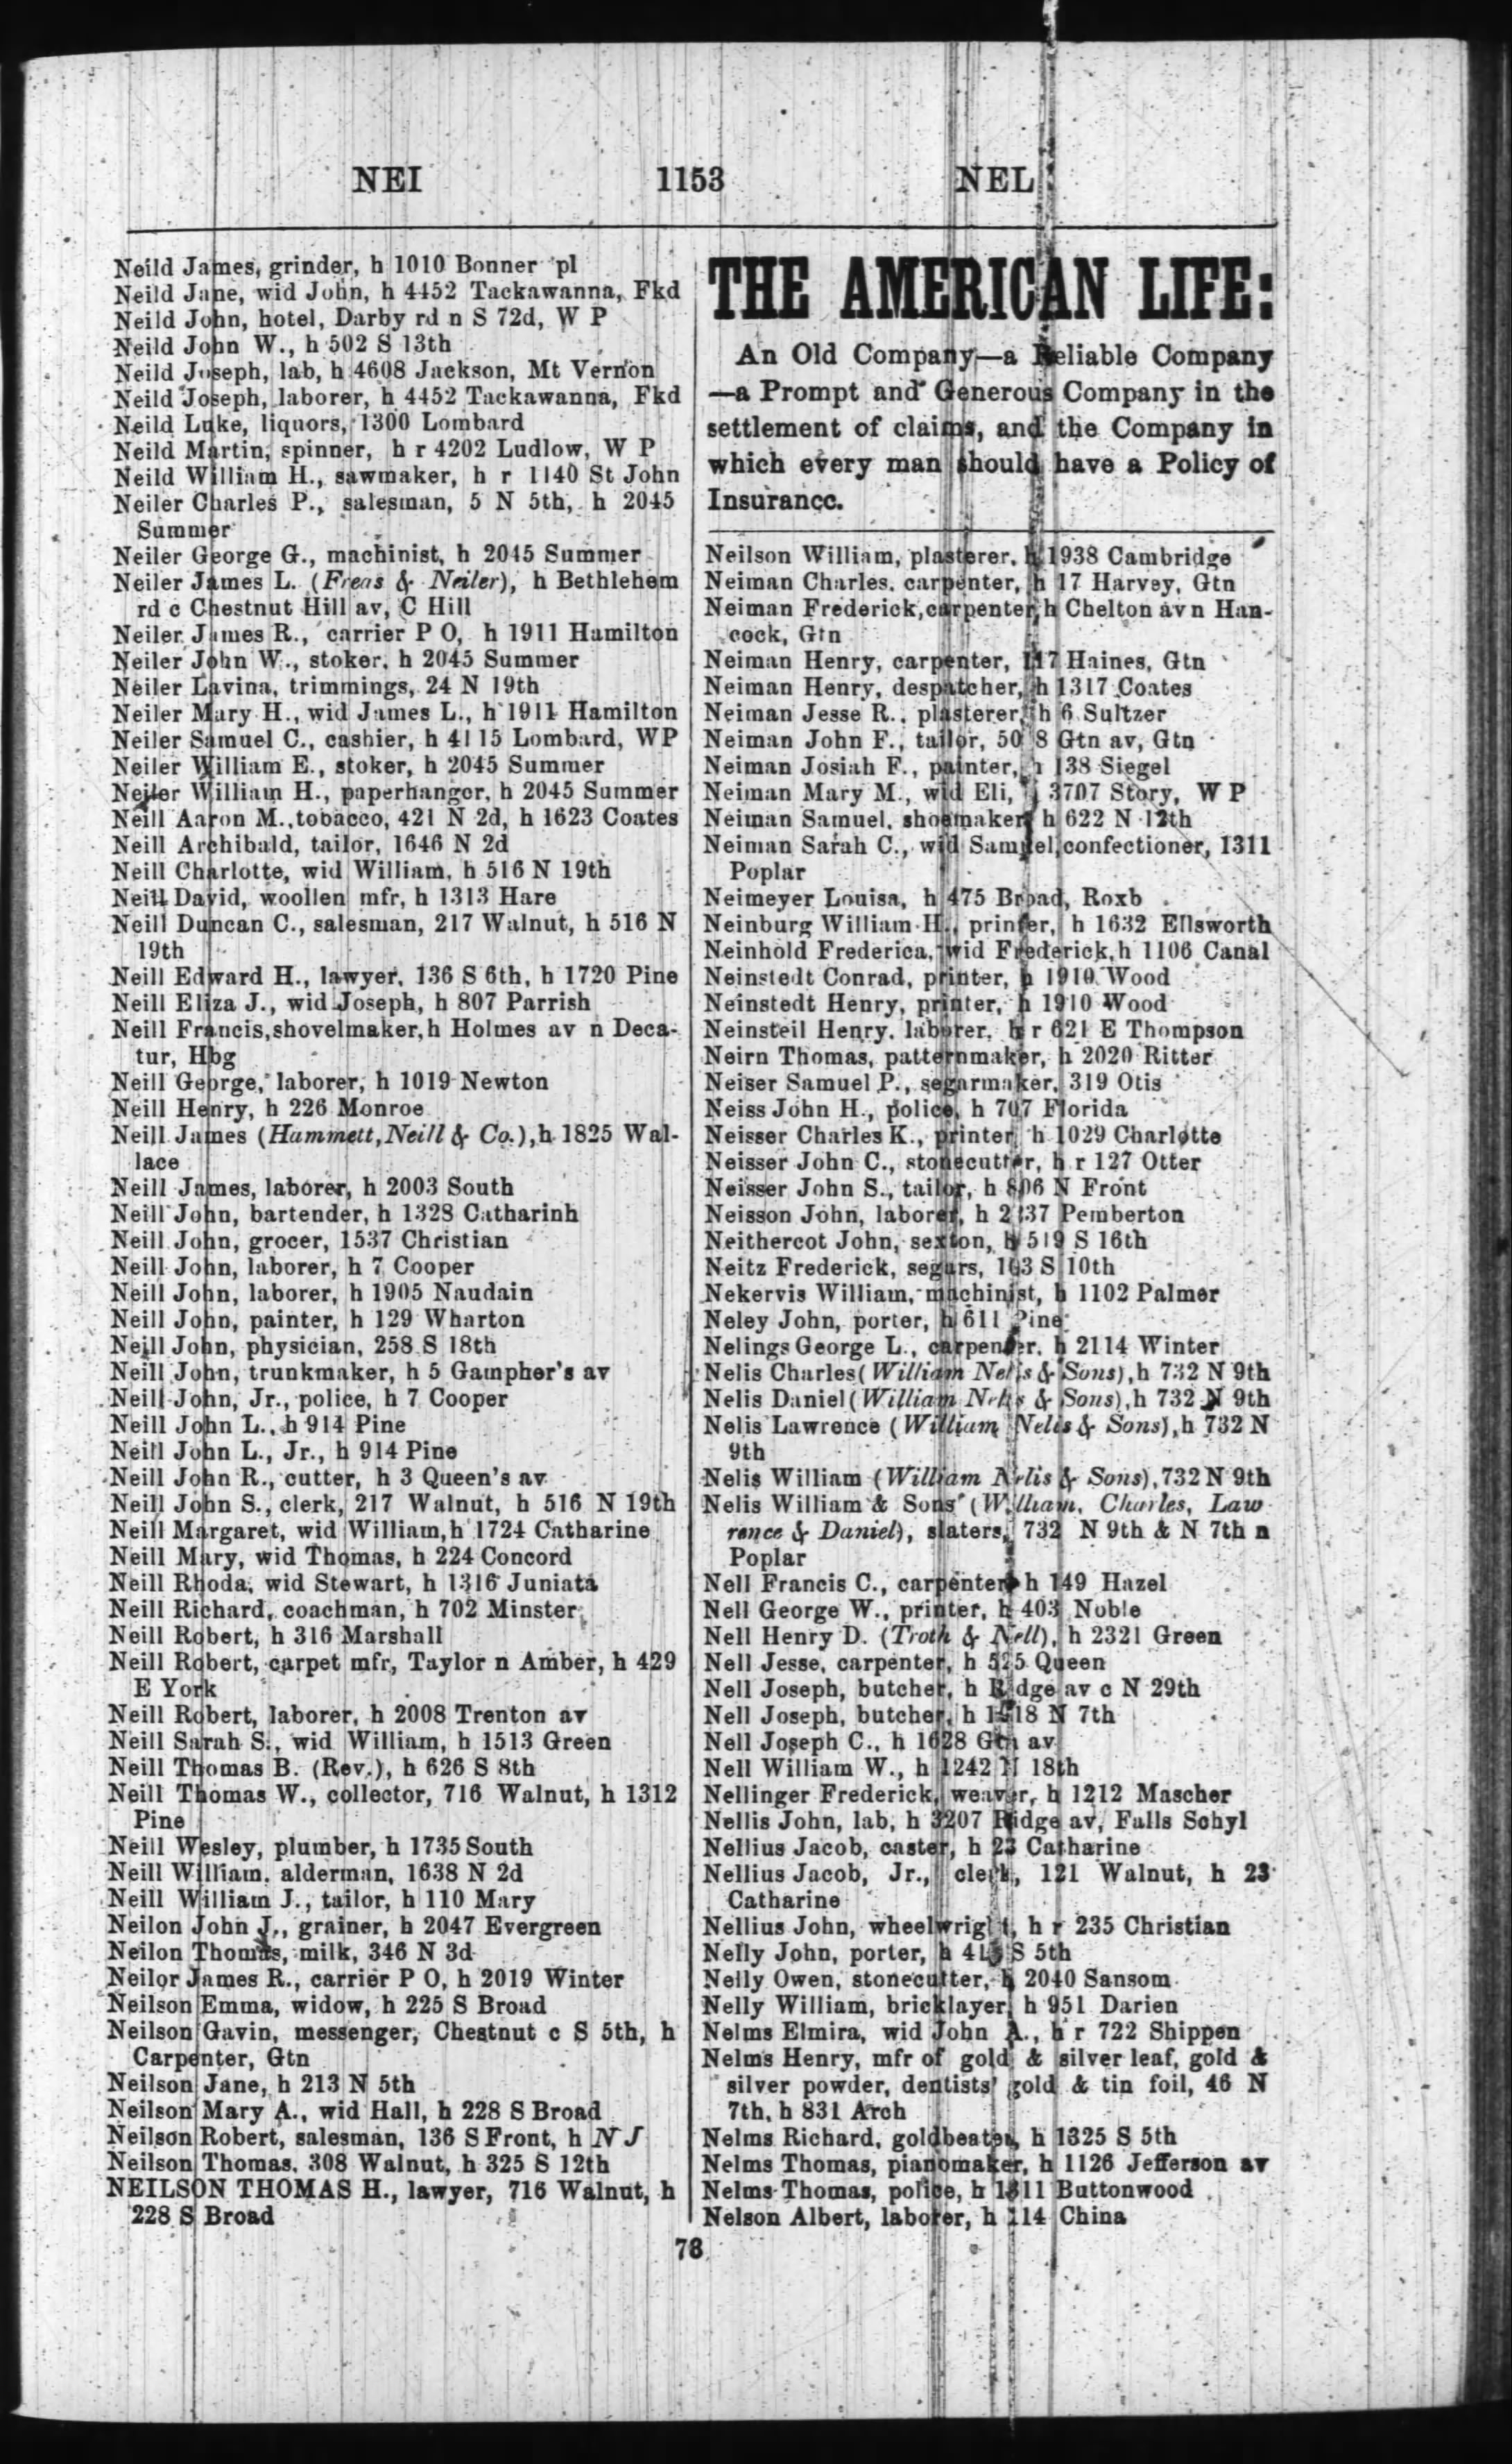 NEI 1153 NEL
Neild James, grinder, h 1010 Bonner pl
Neild Jane, wid John, h 4452 Tackawanna, Fkd
Neild John, hotel, Darby rd n S 72d, W P
Neild John W., h 502 S 13th
Neild Joseph, lab, h 4608 Jackson, Mt Vernon
Neild Joseph, laborer, h 4452 Tackawanna, Fkd
Neild Luke, liquors, 1300 Lombard
Neild Martin, spinner, h r 4202 Ludlow, W P
Neild William H., sawmaker, h r 1140 St John
Neiler Charles P., salesman, 5 N 5th, h 2045
Summer
Neiler George G., machinist, h 2045 Summer
Neiler James L. (Freas & Neiler), h Bethlehem
rd c Chestnut Hill av, C Hill
Neiler James R., carrier P O, h 1911 Hamilton
Neiler John W., stoker, h 2045 Summer
Neiler Lavina, trimmings, 24 N 19th
Neiler Mary H., wid James L., h 1911 Hamilton
Neiler Samuel C., cashier, h 4115 Lombard, WP
Neiler William E., stoker, h 2045 Summer
Neiler William H., paperhanger, h 2045 Summer
Neill Aaron M., tobacco, 421 N 2d, h 1623 Coates
Neill Archibald, tailor, 1646 N 2d
Neill Charlotte, wid William, h 516 N 19th
Neill David, woollen mfr, h 1313 Hare
Neill Duncan C., salesman, 217 Walnut, h 516 N
19th
Neill Edward H., lawyer, 136 S 6th, h 1720 Pine
Neill Eliza J., wid Joseph, h 807 Parrish
Neill Francis, shovelmaker, h Holmes av n Deca-
tur, Hbg
Neill George, laborer, h 1019 Newton
Neill Henry, h 226 Monroe
Neill James (Hammett, Neill & Co.), h 1825 Wal-
lace
Neill James, laborer, h 2003 South
Neill John, bartender, h 1328 Catharinh
Neill John, grocer, 1537 Christian
Neill John, laborer, h 7 Cooper
Neill John, laborer, h 1905 Naudain
Neill John, painter, h 129 Wharton
Neill John, physician, 258 S 18th
Neill John, trunkmaker, h 5 Gampher's av
Neill John, Jr., police, h 7 Cooper
Neill John L., h 914 Pine
Neill John L., Jr., h 914 Pine
Neill John R., cutter, h 3 Queen's av
Neill John S., clerk, 217 Walnut, h 516 N 19th
Neill Margaret, wid William, h 1724 Catharine
Neill Mary, wid Thomas, h 224 Concord
Neill Rhoda, wid Stewart, h 1316 Juniata
Neill Richard, coachman, h 702 Minster
Neill Robert, h 316 Marshall
Neill Robert, carpet mfr, Taylor n Amber, h 429
E York
Neill Robert, laborer, h 2008 Trenton av
Neill Sarah S., wid William, h 1513 Green
Neill Thomas B. (Rev.), h 626 S 8th
Neill Thomas W., collector, 716 Walnut, h 1312
Pine
Neill Wesley, plumber, h 1735 South
Neill William, alderman, 1638 N 2d
Neill William J., tailor, h 110 Mary
Neilon John J., grainer, h 2047 Evergreen
Neilon Thomas, milk, 346 N 3d
Neilor James R., carrier P O, h 2019 Winter
Neilson Emma, widow, h 225 S Broad
Neilson Gavin, messenger, Chestnut c S 5th, h
Carpenter, Gtn
Neilson Jane, h 213 N 5th
Neilson Mary A., wid Hall, h 228 S Broad
Neilson Robert, salesman, 136 S Front, h N J
Neilson Thomas, 308 Walnut, h 325 S 12th
NEILSON THOMAS H., lawyer, 716 Walnut, h
228 S Broad
THE AMERICAN LIFE:
An Old Company—a Reliable Company
—a Prompt and Generous Company in the
settlement of claims, and the Company in
which every man should have a Policy of
Insurance.
Neilson William, plasterer, h 1938 Cambridge
Neiman Charles, carpenter, h 17 Harvey, Gtn
Neiman Frederick, carpenter, h Chelton av n Han-
cock, Gtn
Neiman Henry, carpenter, 117 Haines, Gtn
Neiman Henry, despatcher, h 1317 Coates
Neiman Jesse R., plasterer, h 6 Sultzer
Neiman John F., tailor, Gtn av, Gtn
Neiman Josiah F., painter, h 138 Siegel
Neiman Mary M., wid Eli, 3707 Story, W P
Neiman Samuel, shoemaker, h 622 N 12th
Neiman Sarah C., wid Samuel, confectioner, 1311
Poplar
Neimeyer Louisa, h 475 Broad, Roxb
Neinburg William H., printer, h 1632 Ellsworth
Neinhold Frederica, wid Frederick, h 1106 Canal
Neinstedt Conrad, printer, h 1910 Wood
Neinstedt Henry, printer, h 1910 Wood
Neinsteil Henry, laborer, h r 621 E Thompson
Neirn Thomas, patternmaker, h 2020 Ritter
Neiser Samuel P., segarmaker, 319 Otis
Neiss John H., police, h 707 Florida
Neisser Charles K., printer, h 1029 Charlotte
Neisser John C., stonecutter, h r 127 Otter
Neisser John S., tailor, h 806 N Front
Neisson John, laborer, h 2137 Pemberton
Neithercot John, sexton, h 519 S 16th
Neitz Frederick, segars, 103 S 10th
Nekervis William, machinist, h 1102 Palmer
Neley John, porter, h 611 Pine
Nelings George L., carpenter, h 2114 Winter
Nelis Charles (William Nelis & Sons), h 732 N 9th
Nelis Daniel (William Nelis & Sons), h 732 N 9th
Nelis Lawrence (William Nelis & Sons), h 732 N
9th
Nelis William (William Nelis & Sons), 732 N 9th
Nelis William & Sons (William, Charles, Law
rence & Daniel), slaters, 732 N 9th & N 7th n
Poplar
Nell Francis C., carpenter, h 149 Hazel
Nell George W., printer, h 403 Noble
Nell Henry D. (Troth & Nell), h 2321 Green
Nell Jesse, carpenter, h 525 Queen
Nell Joseph, butcher, h Ridge av c N 29th
Nell Joseph, butcher, h N 7th
Nell Joseph C., h 1628 Gtn av
Nell William W., h 1242 N 18th
Nellinger Frederick, weaver, h 1212 Mascher
Nellis John, lab, h 3207 Ridge av, Falls Schyl
Nellius Jacob, caster, h 23 Catharine
Nellius Jacob, Jr., clerk, 121 Walnut, h 23
Catharine
Nellius John, wheelwright, h r 235 Christian
Nelly John, porter, h S 5th
Nelly Owen, stonecutter, h 2040 Sansom
Nelly William, bricklayer, h 951 Darien
Nelms Elmira, wid John A., h r 722 Shippen
Nelms Henry, mfr of gold & silver leaf, gold &
silver powder, dentists' gold & tin foil, 46 N
7th, h 831 Arch
Nelms Richard, goldbeater, h 1325 S 5th
Nelms Thomas, pianomaker, h 1126 Jefferson av
Nelms Thomas, police, h Buttonwood
Nelson Albert, laborer, h 114 China
73